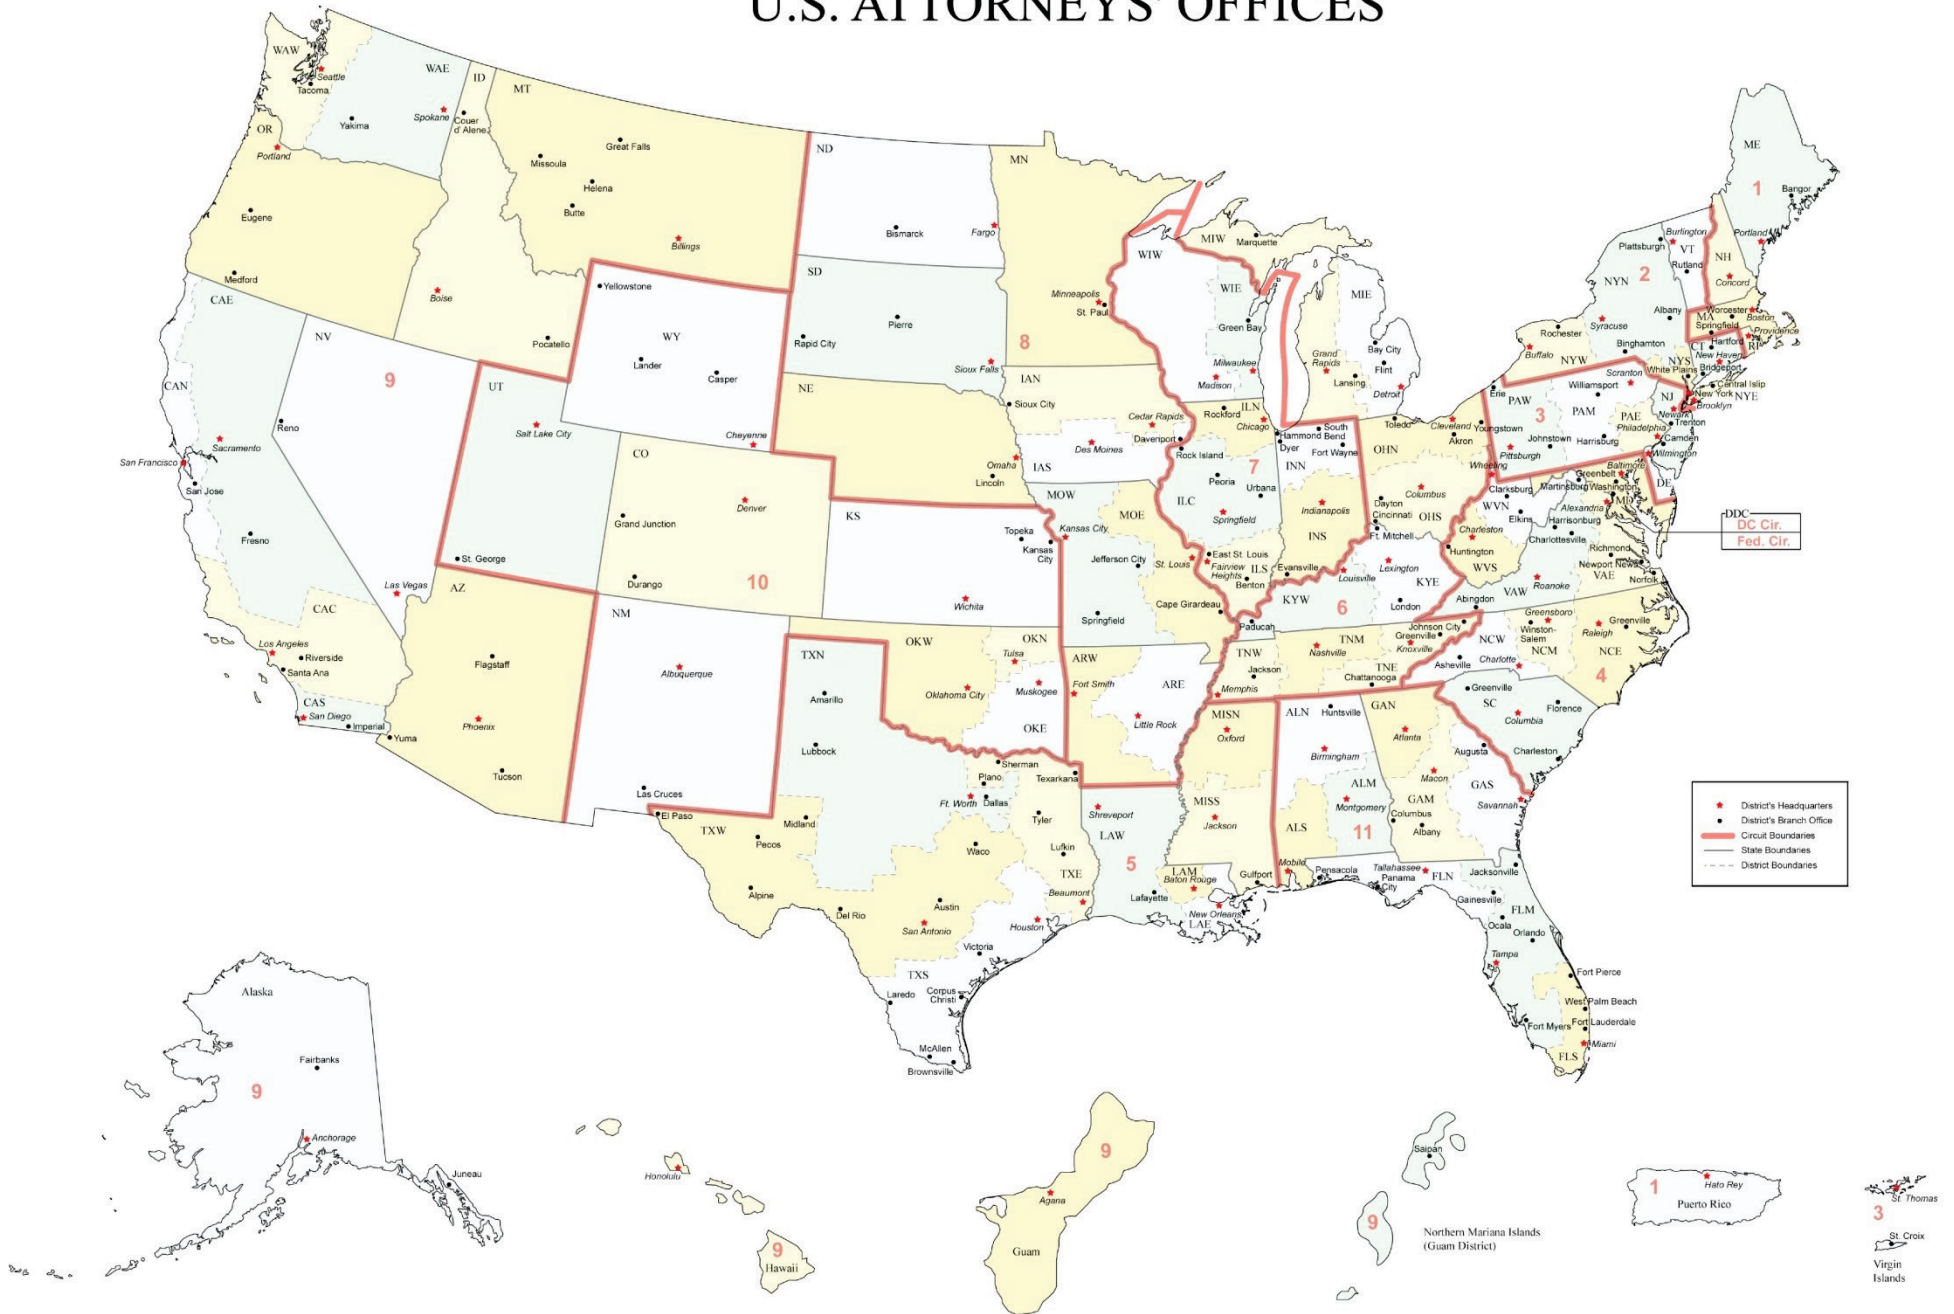 U.S. ATTORNEYS' OFFICES
WAW
Seattle
Tacoma
WAE
Spokane
Yakima
ID
Couer
d' Alene
Boise
Pocatello
OR
Portland
Eugene
Medford
MT
Great Falls
Missoula
Helena
Butte
Billings
ND
Bismarck
Fargo
SD
Pierre
Rapid City
Sioux Falls
MN
Minneapolis
St. Paul
8
WY
Yellowstone
Lander
Casper
Cheyenne
NE
Omaha
Lincoln
IAN
Sioux City
Cedar Rapids
IAS
Des Moines
Davenport
WIW
Madison
WIE
Green Bay
Milwaukee
MIW
Marquette
Grand
Rapids
Lansing
MIE
Bay City
Flint
Detroit
CAE
Sacramento
Fresno
CAN
San Francisco
San Jose
CAC
Los Angeles
Riverside
Santa Ana
CAS
San Diego
Imperial
NV
9
Reno
Las Vegas
UT
Salt Lake City
St. George
CO
Denver
Grand Junction
Durango
10
KS
Topeka
Kansas
City
Wichita
AZ
Flagstaff
Phoenix
Yuma
Tucson
NM
Albuquerque
Las Cruces
MOW
Kansas City
Jefferson City
Springfield
MOE
St. Louis
Cape Girardeau
ILN
Rockford
Chicago
Rock Island
7
Peoria
Urbana
ILC
Springfield
East St. Louis
Fairview
Heights
ILS
Benton
INN
Hammond
Dyer
South
Bend
Fort Wayne
Indianapolis
INS
Evansville
OHN
Toledo
Cleveland
Akron
Youngstown
Columbus
Dayton
Cincinnati
OHS
KYW
Louisville
Paducah
6
KYE
Ft. Mitchell
Lexington
London
TNW
Jackson
Memphis
TNM
Nashville
TNE
Johnson City
Greenville
Knoxville
Chattanooga
OKW
Oklahoma City
OKN
Tulsa
Muskogee
OKE
ARW
Fort Smith
ARE
Little Rock
TXN
Amarillo
Lubbock
Ft. Worth
Dallas
TXE
Sherman
Plano
Texarkana
Tyler
Lufkin
Beaumont
TXW
El Paso
Midland
Pecos
Alpine
Del Rio
Waco
Austin
San Antonio
TXS
Houston
Victoria
Laredo
Corpus
Christi
McAllen
Brownsville
LAW
Shreveport
5
Lafayette
LAM
Baton Rouge
New Orleans
LAE
MISN
Oxford
MISS
Jackson
Gulfport
ALN
Huntsville
Birmingham
ALM
Montgomery
ALS
Mobile
11
GAN
Atlanta
Macon
GAM
Columbus
Albany
GAS
Augusta
Savannah
FLN
Pensacola
Tallahassee
Panama
City
FLM
Jacksonville
Gainesville
Ocala
Orlando
Tampa
Fort Myers
FLS
Fort Pierce
West Palm Beach
Fort Lauderdale
Miami
SC
Greenville
Florence
Columbia
Charleston
NCW
Asheville
Charlotte
NCM
Greensboro
Winston-
Salem
NCE
Raleigh
Greenville
4
VAW
Harrisonburg
Charlottesville
Roanoke
Abingdon
VAE
Alexandria
Richmond
Newport News
Norfolk
WVN
Wheeling
Clarksburg
Elkins
Martinsburg
WVS
Charleston
Huntington
MD
Baltimore
Greenbelt
Washington
DDC
DC Cir.
Fed. Cir.
DE
Wilmington
PAW
Erie
Johnstown
Pittsburgh
3
PAM
Williamsport
Scranton
Harrisburg
PAE
Philadelphia
NJ
Newark
Trenton
Camden
NYW
Rochester
Buffalo
NYN
2
Plattsburgh
Syracuse
Albany
Binghamton
NYS
White Plains
New York
NYE
Central Islip
Brooklyn
CT
Hartford
New Haven
Bridgeport
RI
Providence
MA
Worcester
Springfield
Boston
VT
Burlington
Rutland
NH
Concord
ME
1
Bangor
Portland
District's Headquarters
District's Branch Office
Circuit Boundaries
State Boundaries
District Boundaries
Alaska
Fairbanks
9
Anchorage
Juneau
Honolulu
9
Hawaii
9
Agana
Guam
Saipan
9
Northern Mariana Islands
(Guam District)
1
Hato Rey
Puerto Rico
St. Thomas
3
St. Croix
Virgin
Islands